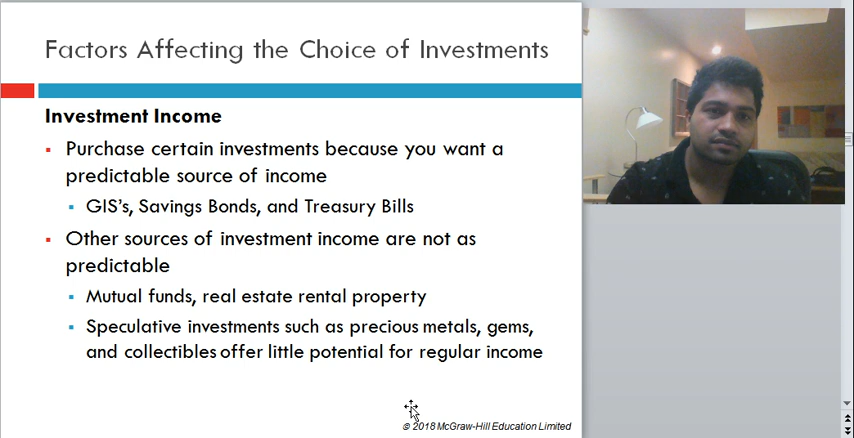 Factors Affecting the Choice of Investments
Investment Income
Purchase certain investments because you want a
predictable source of income
GIS's, Savings Bonds, and Treasury Bills
Other sources of investment income are not as
predictable
Mutual funds, real estate rental property
Speculative investments such as precious metals, gems,
and collectibles offer little potential for regular income
© 2018 McGraw-Hill Education Limited